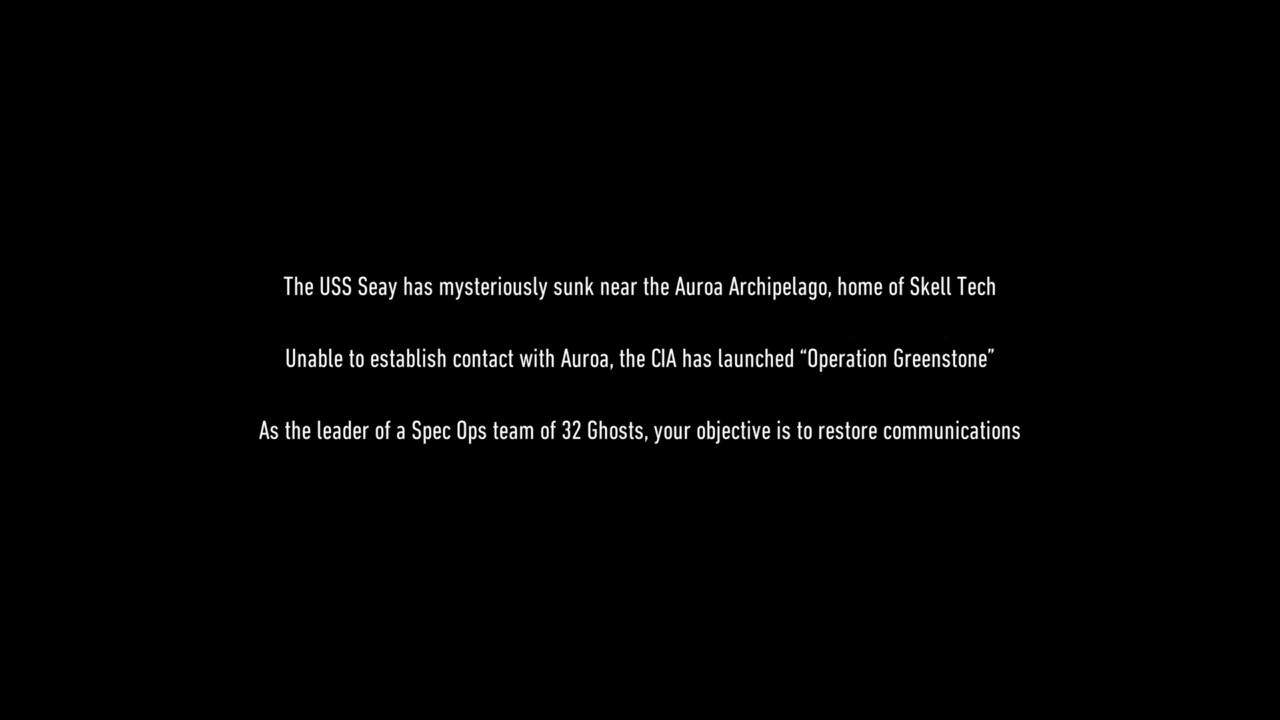 The USS Seay has mysteriously sunk near the Auroa Archipelago, home of Skell Tech
Unable to establish contact with Auroa, the CIA has launched “Operation Greenstone”
As the leader of a Spec Ops team of 32 Ghosts, your objective is to restore communications